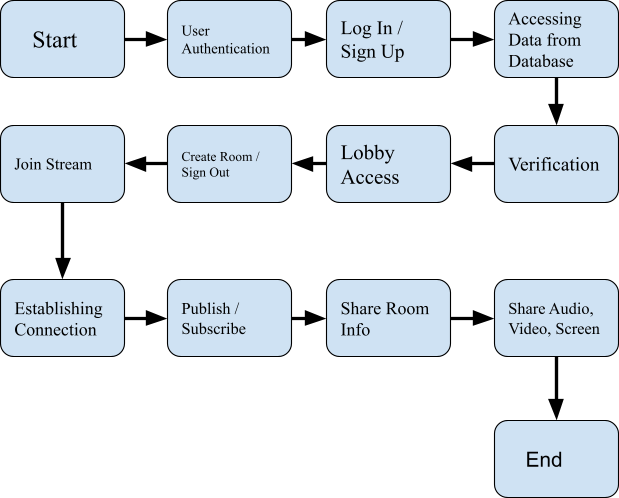 Start
User
Authentication
Log In /
Sign Up
Accessing
Data from
Database
Join Stream
Create Room /
Sign Out
Lobby
Access
Verification
Establishing
Connection
Publish /
Subscribe
Share Room
Info
Share Audio,
Video, Screen
End